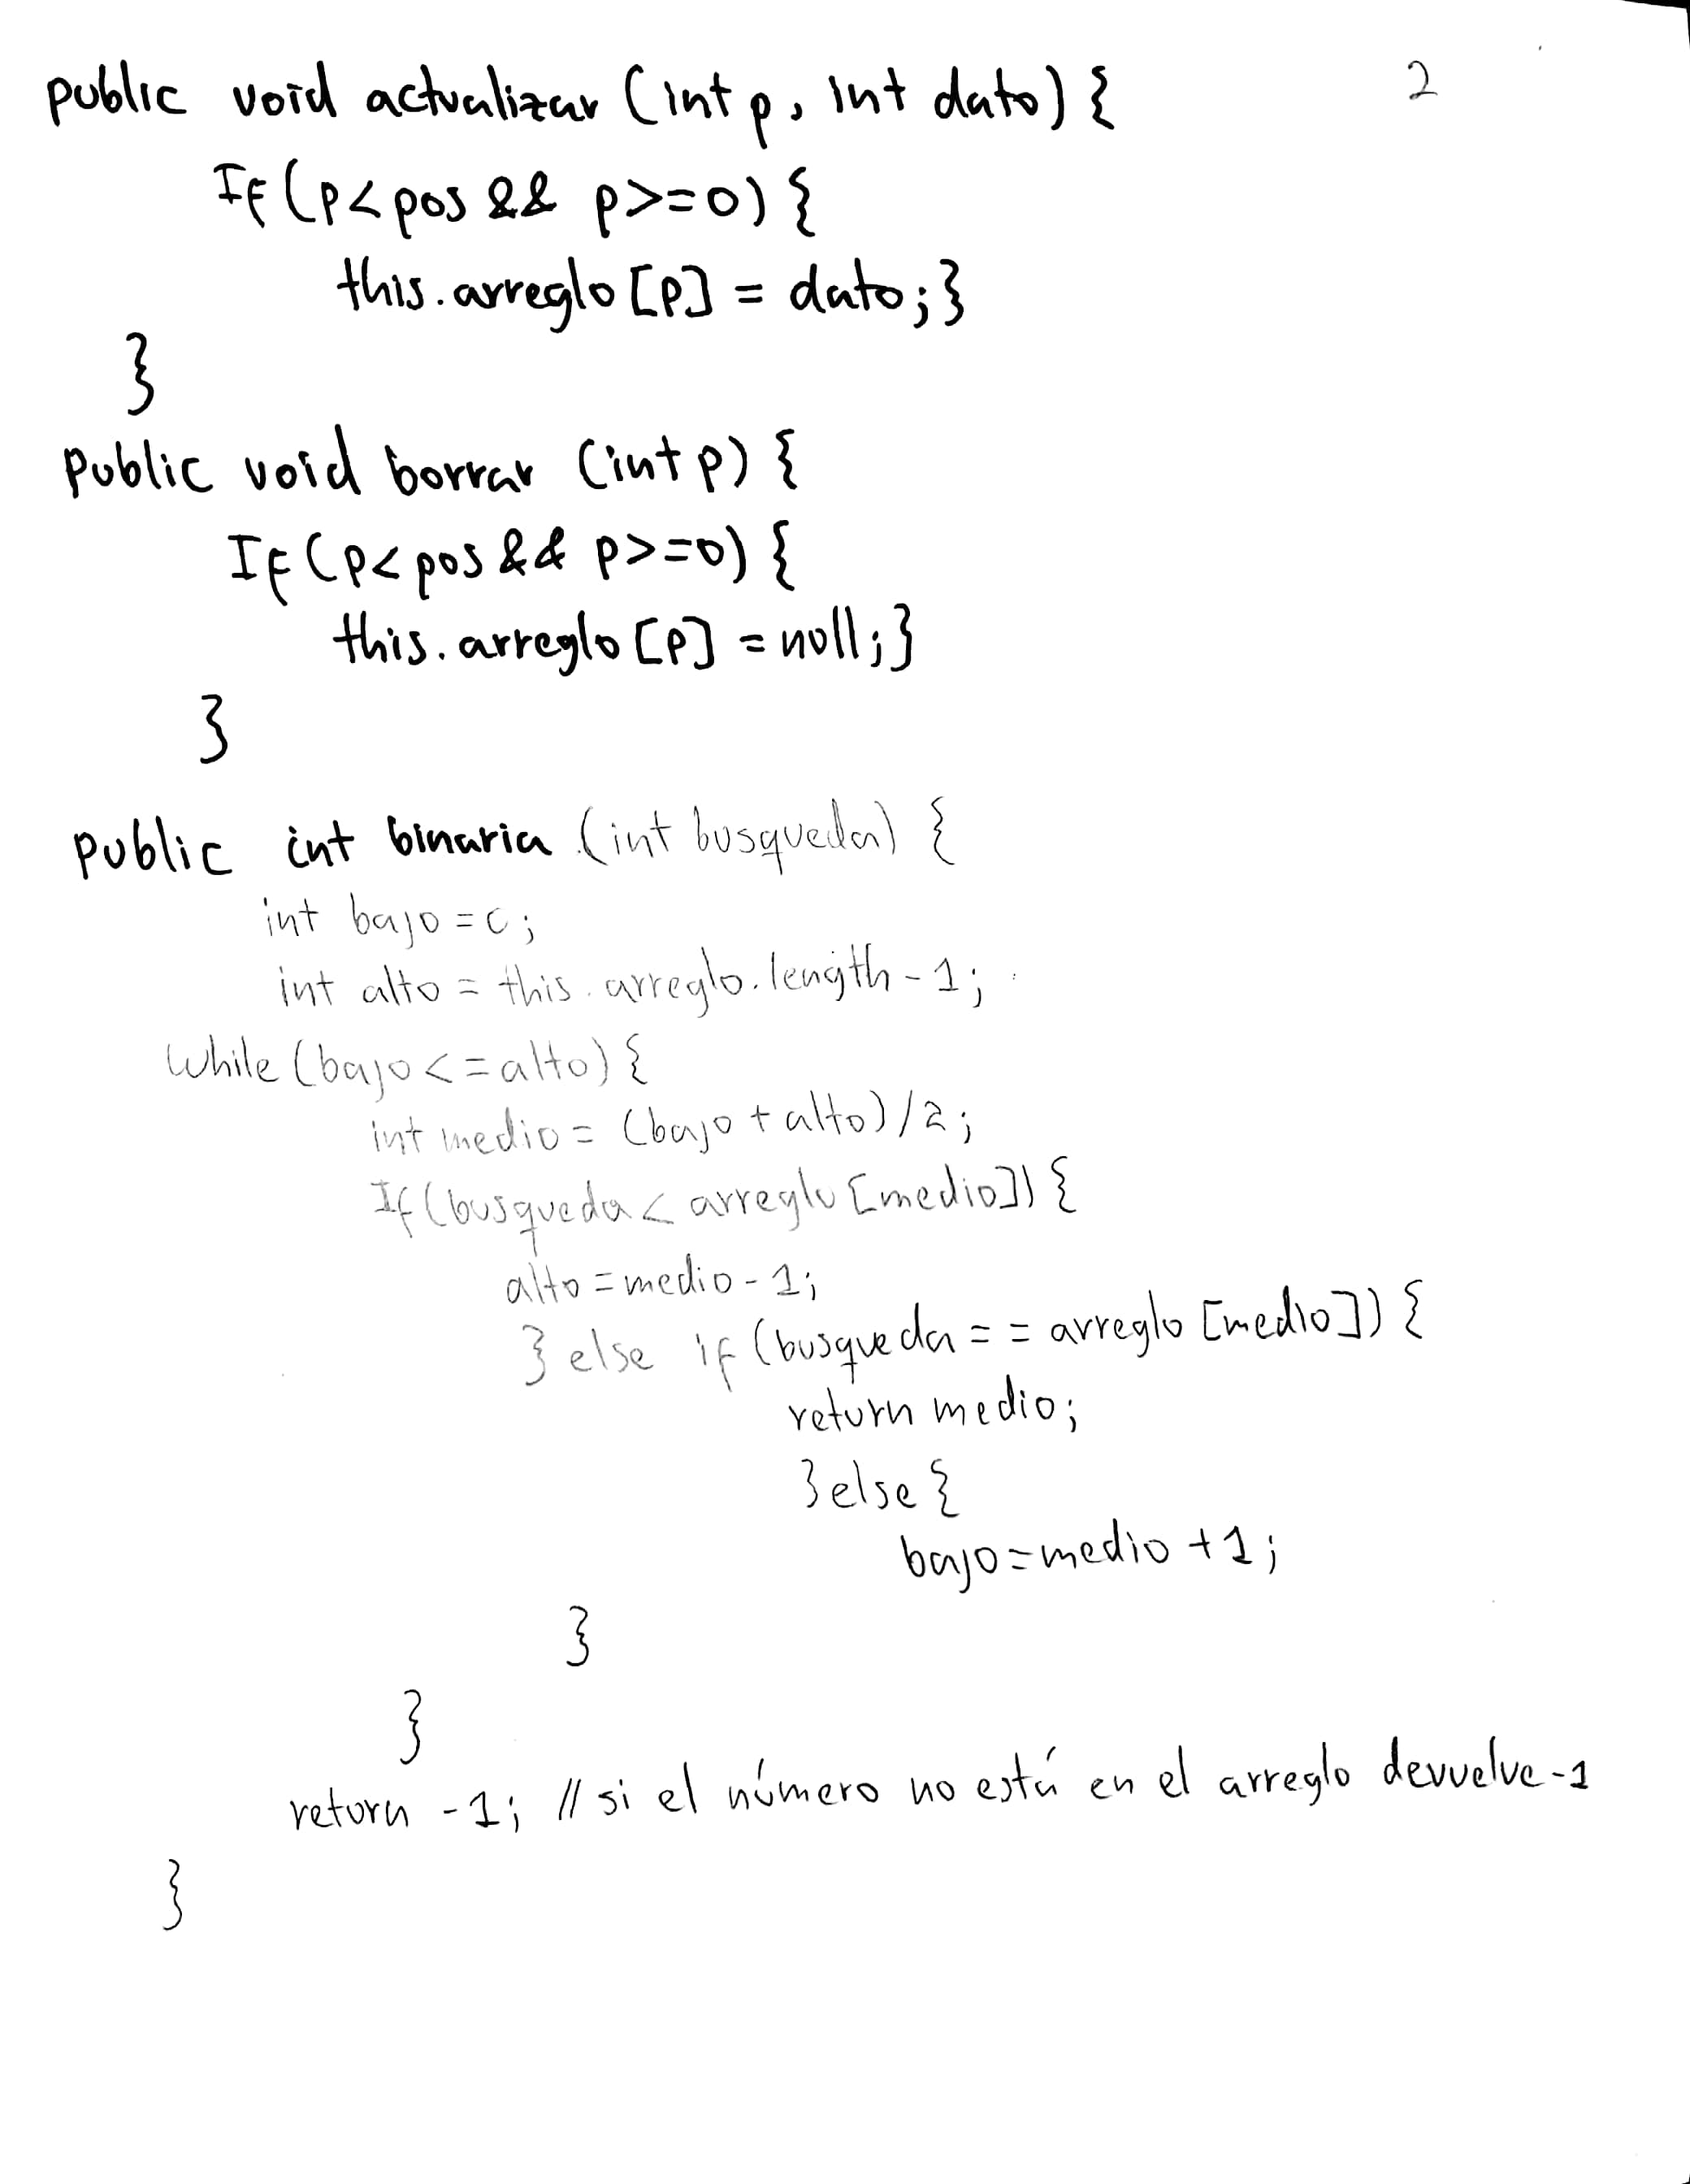 public void actualizar (int p, int dato) { 2
If (p<pos && p>=0) {
this.arreglo [p] = dato;}
}
public void borrar (int p) {
If (p<pos && p>=0) {
this.arreglo [p] = null;}
}
public int binaria (int busqueda) {
int bajo = 0;
int alto = this.arreglo.length - 1;
While (bajo <= alto) {
int medio = (bajo + alto) / 2;
If (busqueda < arreglo [medio]) {
alto = medio - 1;
} else if (busqueda == arreglo [medio]) {
return medio;
} else {
bajo = medio + 1;
}
}
return -1; // si el número no está en el arreglo devuelve -1
}